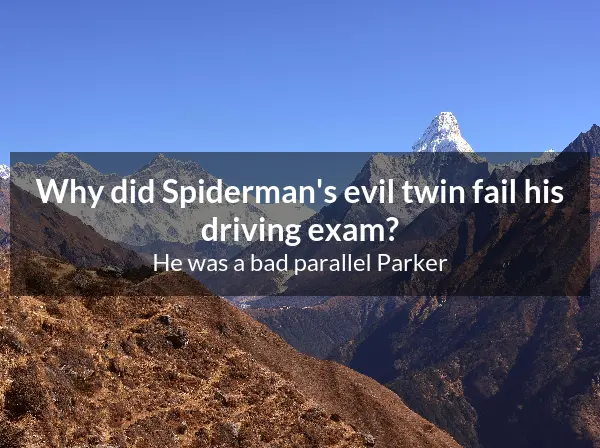 Why did Spiderman's evil twin fail his
driving exam?
He was a bad parallel Parker